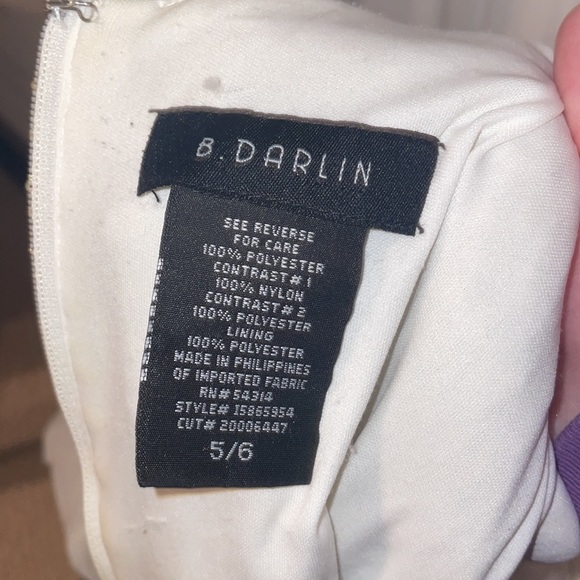 B. DARLIN
SEE REVERSE
FOR CARE
100% POLYESTER
CONTRAST# 1
100% NYLON
CONTRAST# 2
100% POLYESTER
LINING
100% POLYESTER
MADE IN PHILIPPINES
OF IMPORTED FABRIC
RN# 54314
STYLE# 15865954
CUT# 20006447
5/6